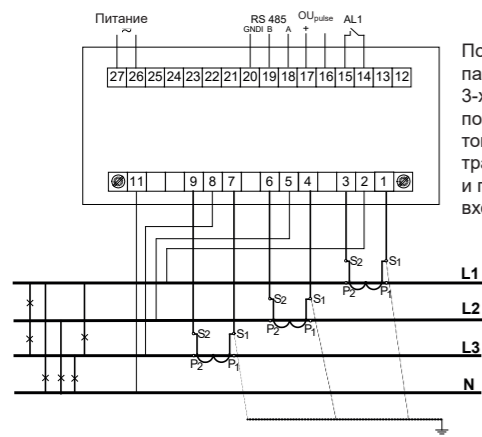 Питание
~
RS 485
OUpulse
AL1
GNDI B A +
27 26 25 24 23 22 21 20 19 18 17 16 15 14 13 12
11 9 8 7 6 5 4 3 2 1
S2 S1
P2 P1
L1
S2 S1
P2 P1
L2
S2 S1
P2 P1
L3
N
По
па
3-х
по
то
тра
и п
вхо